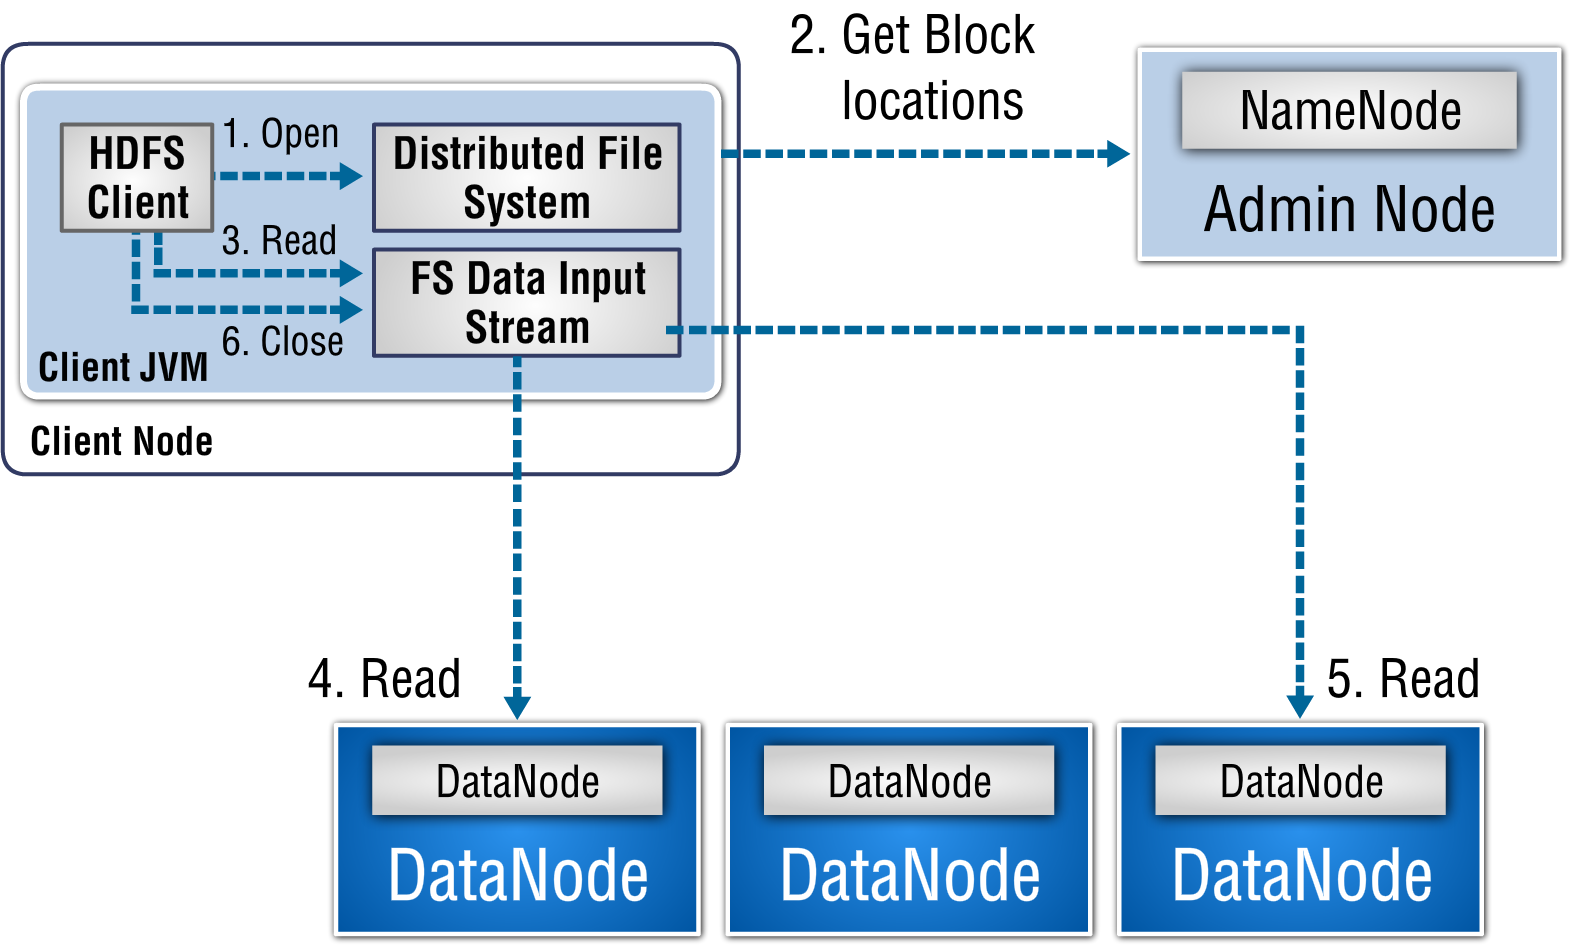 2. Get Block
locations
NameNode
Admin Node
HDFS
Client
1. Open
Distributed File
System
3. Read
FS Data Input
Stream
6. Close
Client JVM
Client Node
4. Read
5. Read
DataNode
DataNode
DataNode
DataNode
DataNode
DataNode